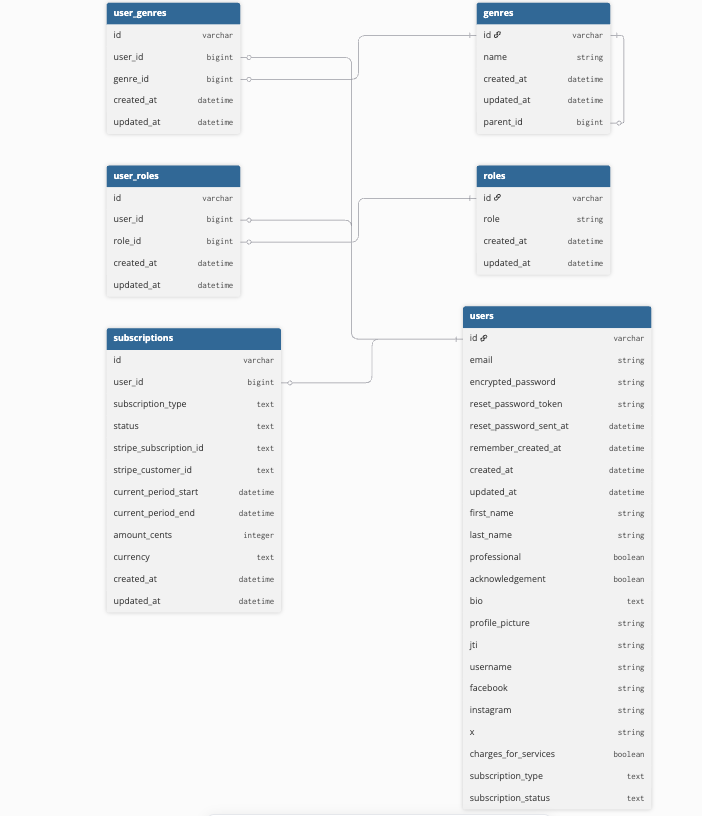 user_genres
id varchar
user_id bigint
genre_id bigint
created_at datetime
updated_at datetime
genres
id varchar
name string
created_at datetime
updated_at datetime
parent_id bigint
user_roles
id varchar
user_id bigint
role_id bigint
created_at datetime
updated_at datetime
roles
id varchar
role string
created_at datetime
updated_at datetime
subscriptions
id varchar
user_id bigint
subscription_type text
status text
stripe_subscription_id text
stripe_customer_id text
current_period_start datetime
current_period_end datetime
amount_cents integer
currency text
created_at datetime
updated_at datetime
users
id varchar
email string
encrypted_password string
reset_password_token string
reset_password_sent_at datetime
remember_created_at datetime
created_at datetime
updated_at datetime
first_name string
last_name string
professional boolean
acknowledgement boolean
bio text
profile_picture string
jti string
username string
facebook string
instagram string
x string
charges_for_services boolean
subscription_type text
subscription_status text